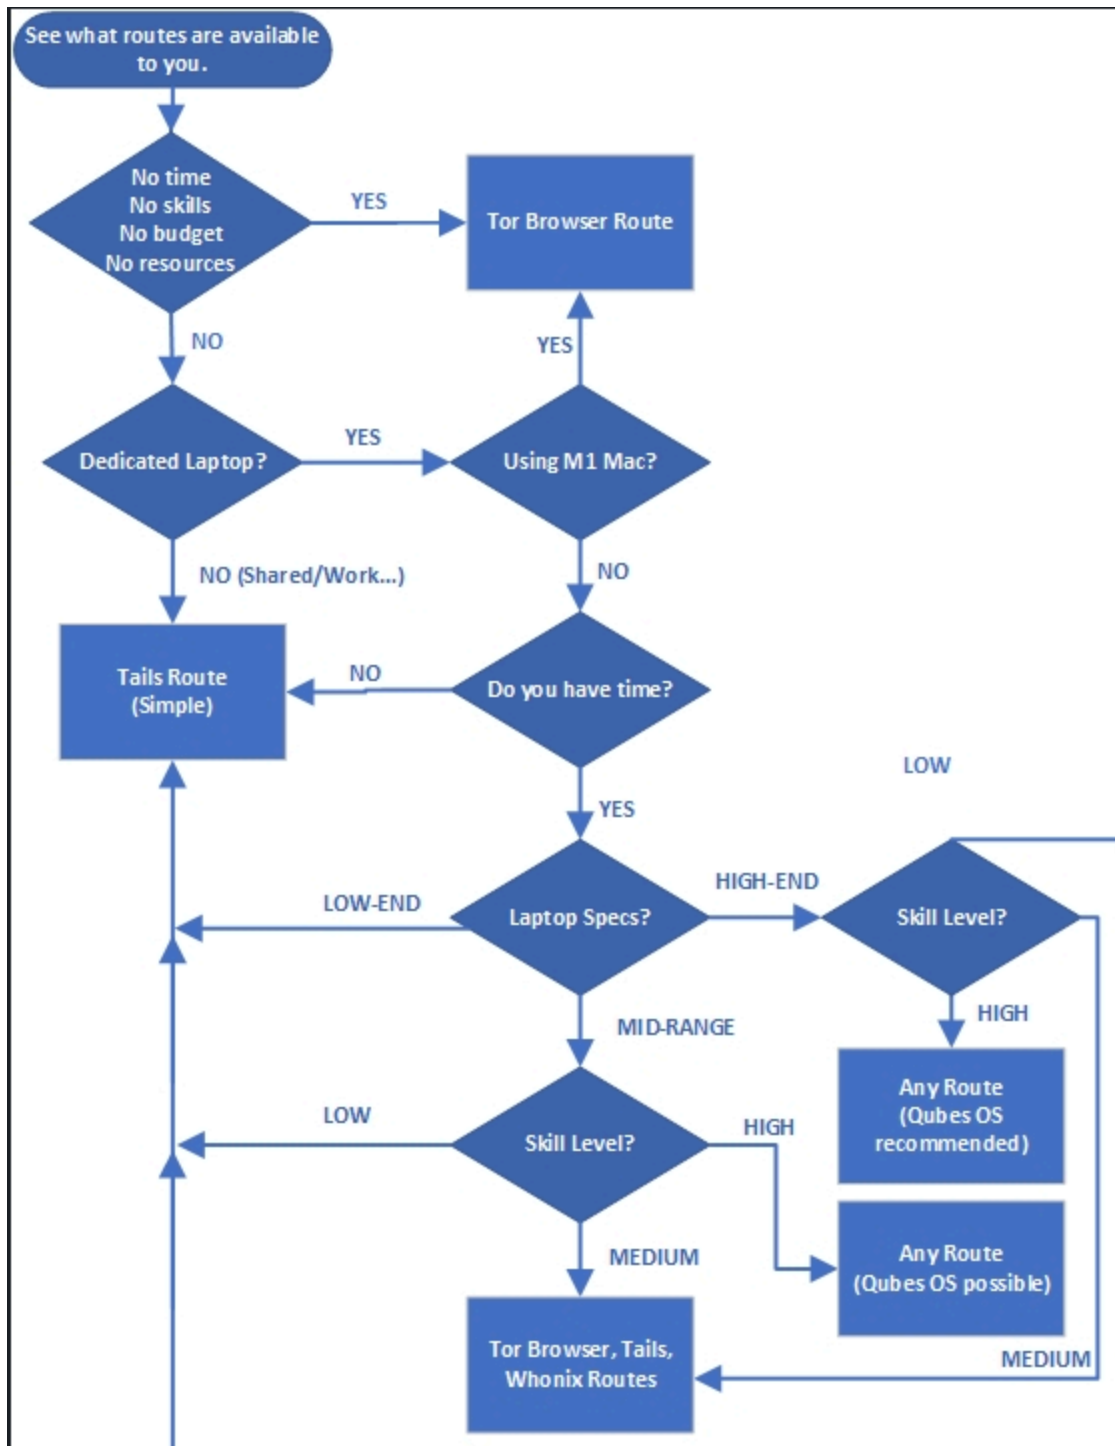 See what routes are available
to you.
No time
No skills
No budget
No resources
YES
Tor Browser Route
NO
YES
Dedicated Laptop?
YES
Using M1 Mac?
NO (Shared/Work...)
NO
Tails Route
(Simple)
NO
Do you have time?
LOW
YES
LOW-END
Laptop Specs?
HIGH-END
Skill Level?
MID-RANGE
HIGH
Any Route
(Qubes OS
recommended)
LOW
Skill Level?
HIGH
MEDIUM
Any Route
(Qubes OS possible)
Tor Browser, Tails,
Whonix Routes
MEDIUM